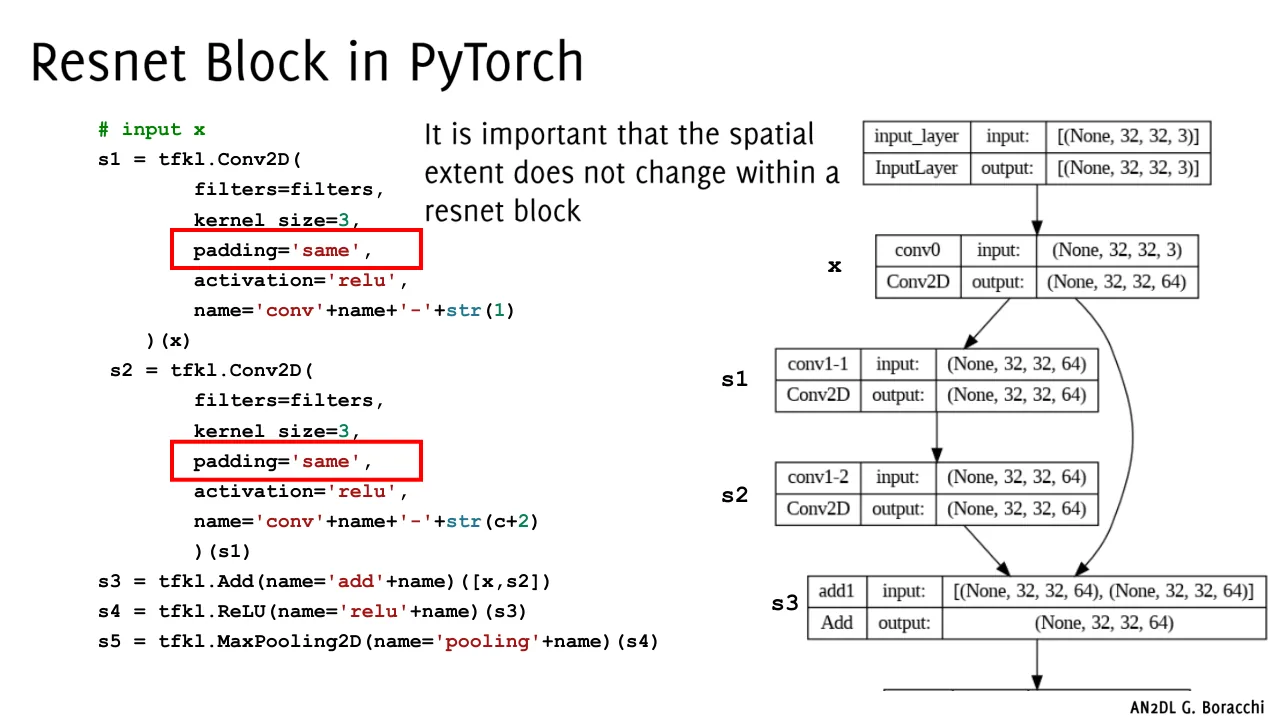 Resnet Block in PyTorch
# input x
s1 = tfkl.Conv2D(
filters=filters,
kernel size=3,
padding='same',
activation='relu',
name='conv'+name+'-'+str(1)
)(x)
s2 = tfkl.Conv2D(
filters=filters,
kernel size=3,
padding='same',
activation='relu',
name='conv'+name+'-'+str(c+2)
)(s1)
s3 = tfkl.Add(name='add'+name)([x,s2])
s4 = tfkl.ReLU(name='relu'+name)(s3)
s5 = tfkl.MaxPooling2D(name='pooling'+name)(s4)
It is important that the spatial
extent does not change within a
resnet block
input_layer input: [(None, 32, 32, 3)]
InputLayer output: [(None, 32, 32, 3)]
x
conv0 input: (None, 32, 32, 3)
Conv2D output: (None, 32, 32, 64)
s1
conv1-1 input: (None, 32, 32, 64)
Conv2D output: (None, 32, 32, 64)
s2
conv1-2 input: (None, 32, 32, 64)
Conv2D output: (None, 32, 32, 64)
s3
add1 input: [(None, 32, 32, 64), (None, 32, 32, 64)]
Add output: (None, 32, 32, 64)
AN2DL G. Boracchi